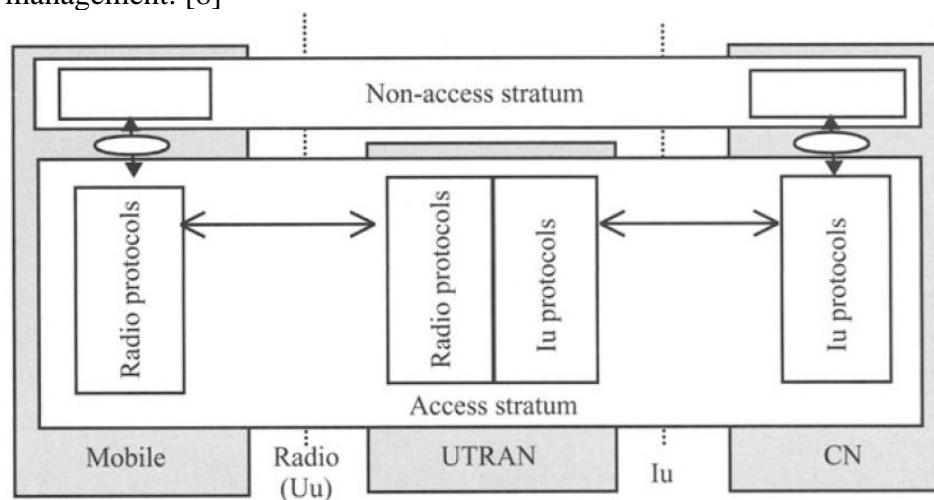 management. [8]
Non-access stratum
Radio protocols
Radio protocols
Iu protocols
Iu protocols
Access stratum
Mobile
Radio
(Uu)
UTRAN
Iu
CN